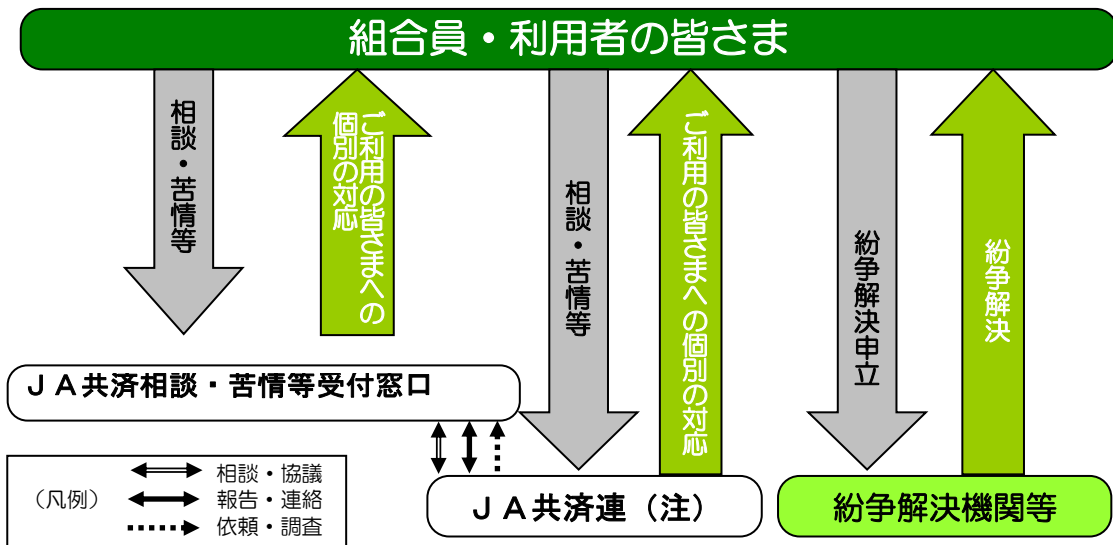 組合員・利用者の皆さま
相談・苦情等
ご利用の皆さまへの
個別の対応
相談・苦情等
ご利用の皆さまへの個別の対応
紛争解決申立
紛争解決
ＪＡ共済相談・苦情等受付窓口
（凡例）
相談・協議
報告・連絡
依頼・調査
ＪＡ共済連（注）
紛争解決機関等